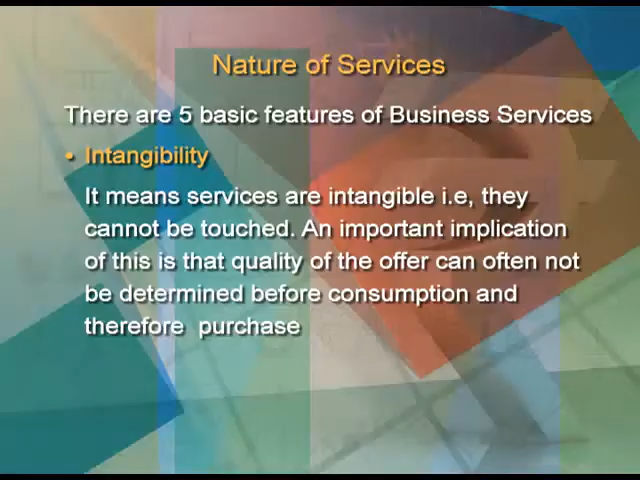 Nature of Services
There are 5 basic features of Business Services
• Intangibility
It means services are intangible i.e, they
cannot be touched. An important implication
of this is that quality of the offer can often not
be determined before consumption and
therefore purchase